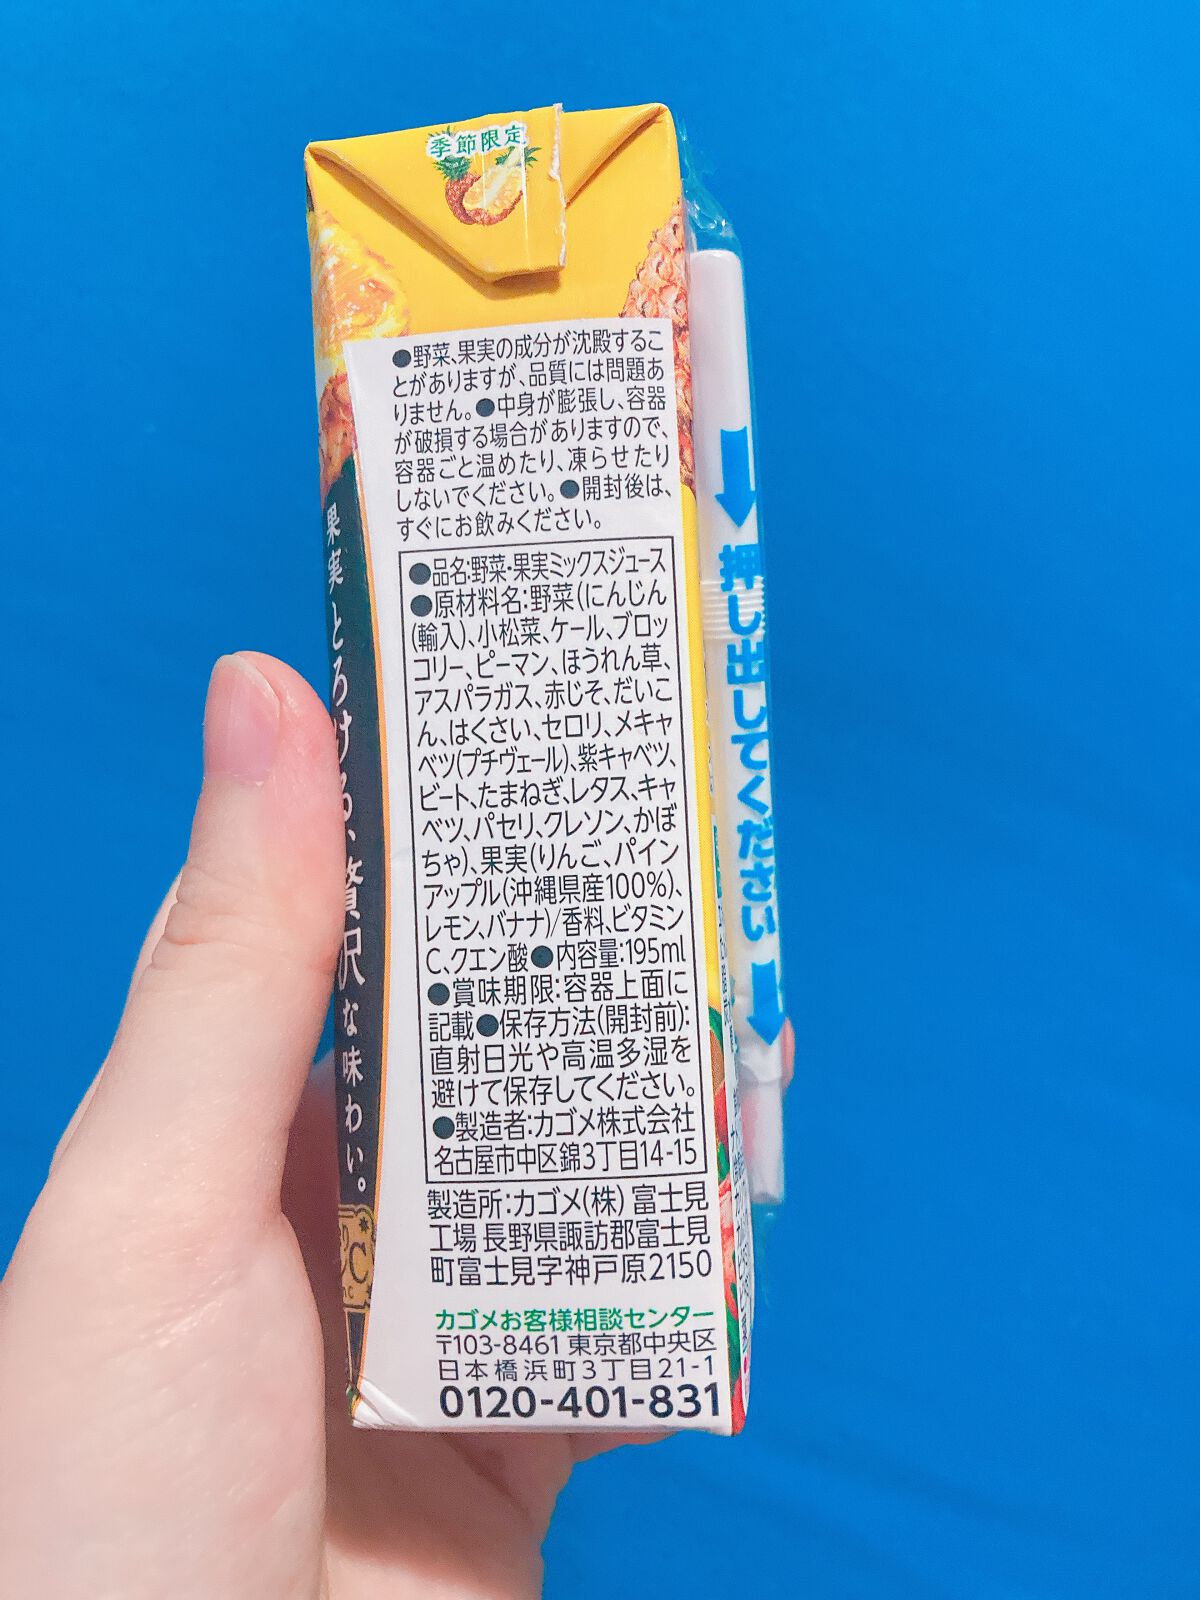 季節限定
●野菜、果実の成分が沈殿するこ
とがありますが、品質には問題あ
りません。●中身が膨張し、容器
が破損する場合がありますので、
容器ごと温めたり、凍らせたり
しないでください。●開封後は、
すぐにお飲みください。
●品名:野菜・果実ミックスジュース
●原材料名:野菜(にんじん
(輸入)、小松菜、ケール、ブロッ
コリー、ピーマン、ほうれん草、
アスパラガス、赤じそ、だいこ
ん、はくさい、セロリ、メキャ
ベツ(プチヴェール)、紫キャベツ、
ビート、たまねぎ、レタス、キャ
ベツ、パセリ、クレソン、かぼ
ちゃ)、果実(りんご、パイン
アップル(沖縄県産100%)、
レモン、バナナ)/香料、ビタミン
C、クエン酸●内容量:195ml
●賞味期限:容器上面に
記載●保存方法(開封前):
直射日光や高温多湿を
避けて保存してください。
●製造者:カゴメ株式会社
名古屋市中区錦3丁目14-15
製造所:カゴメ(株) 富士見
工場 長野県諏訪郡富士見
町富士見字神戸原2150
カゴメお客様相談センター
〒103-8461 東京都中央区
日本橋浜町3丁目21-1
0120-401-831
果実とろける、贅沢な味わい。
押し出してください